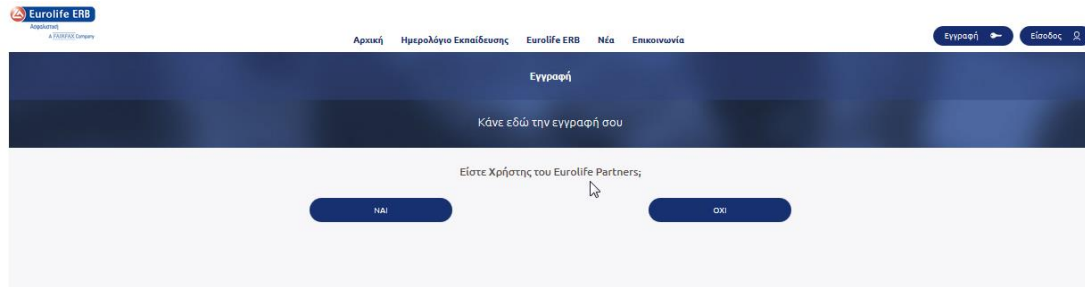 Eurolife ERB
Ασφαλιστική
A FAIRFAX Company
Αρχική Ημερολόγιο Εκπαίδευσης Eurolife ERB Νέα Επικοινωνία
Εγγραφή Είσοδος
Εγγραφή
Κάνε εδώ την εγγραφή σου
Είστε Χρήστης του Eurolife Partners;
ΝΑΙ ΟΧΙ